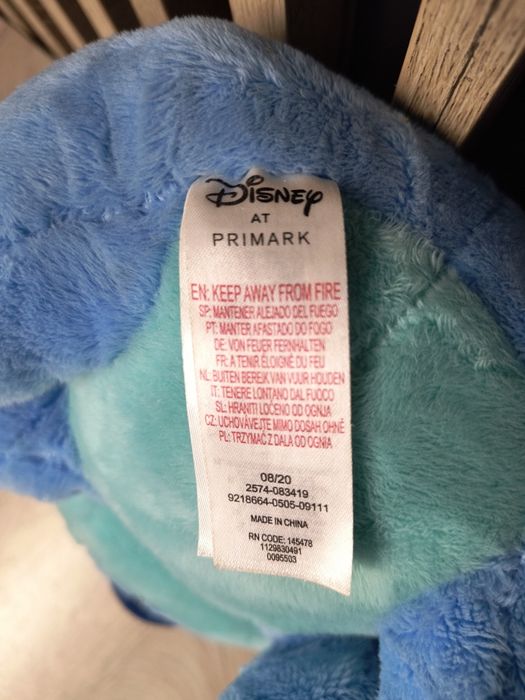 Disney
AT
PRIMARK
EN: KEEP AWAY FROM FIRE
SP: MANTENER ALEJADO DEL FUEGO
PT: MANTER AFASTADO DO FOGO
DE: VON FEUER FERNHALTEN
FR: A TENIR ÉLOIGNÉ DU FEU
NL: BUITEN BEREIK VAN VUUR HOUDEN
IT: TENERE LONTANO DAL FUOCO
SL: HRANITI LOČENO OD OGNJA
CZ: UCHOVÁVEJTE MIMO DOSAH OHNĚ
PL: TRZYMAĆ Z DALA OD OGNIA
08/20
2574-083419
9218664-0505-09111
MADE IN CHINA
RN CODE: 145478
1129830491
0095503